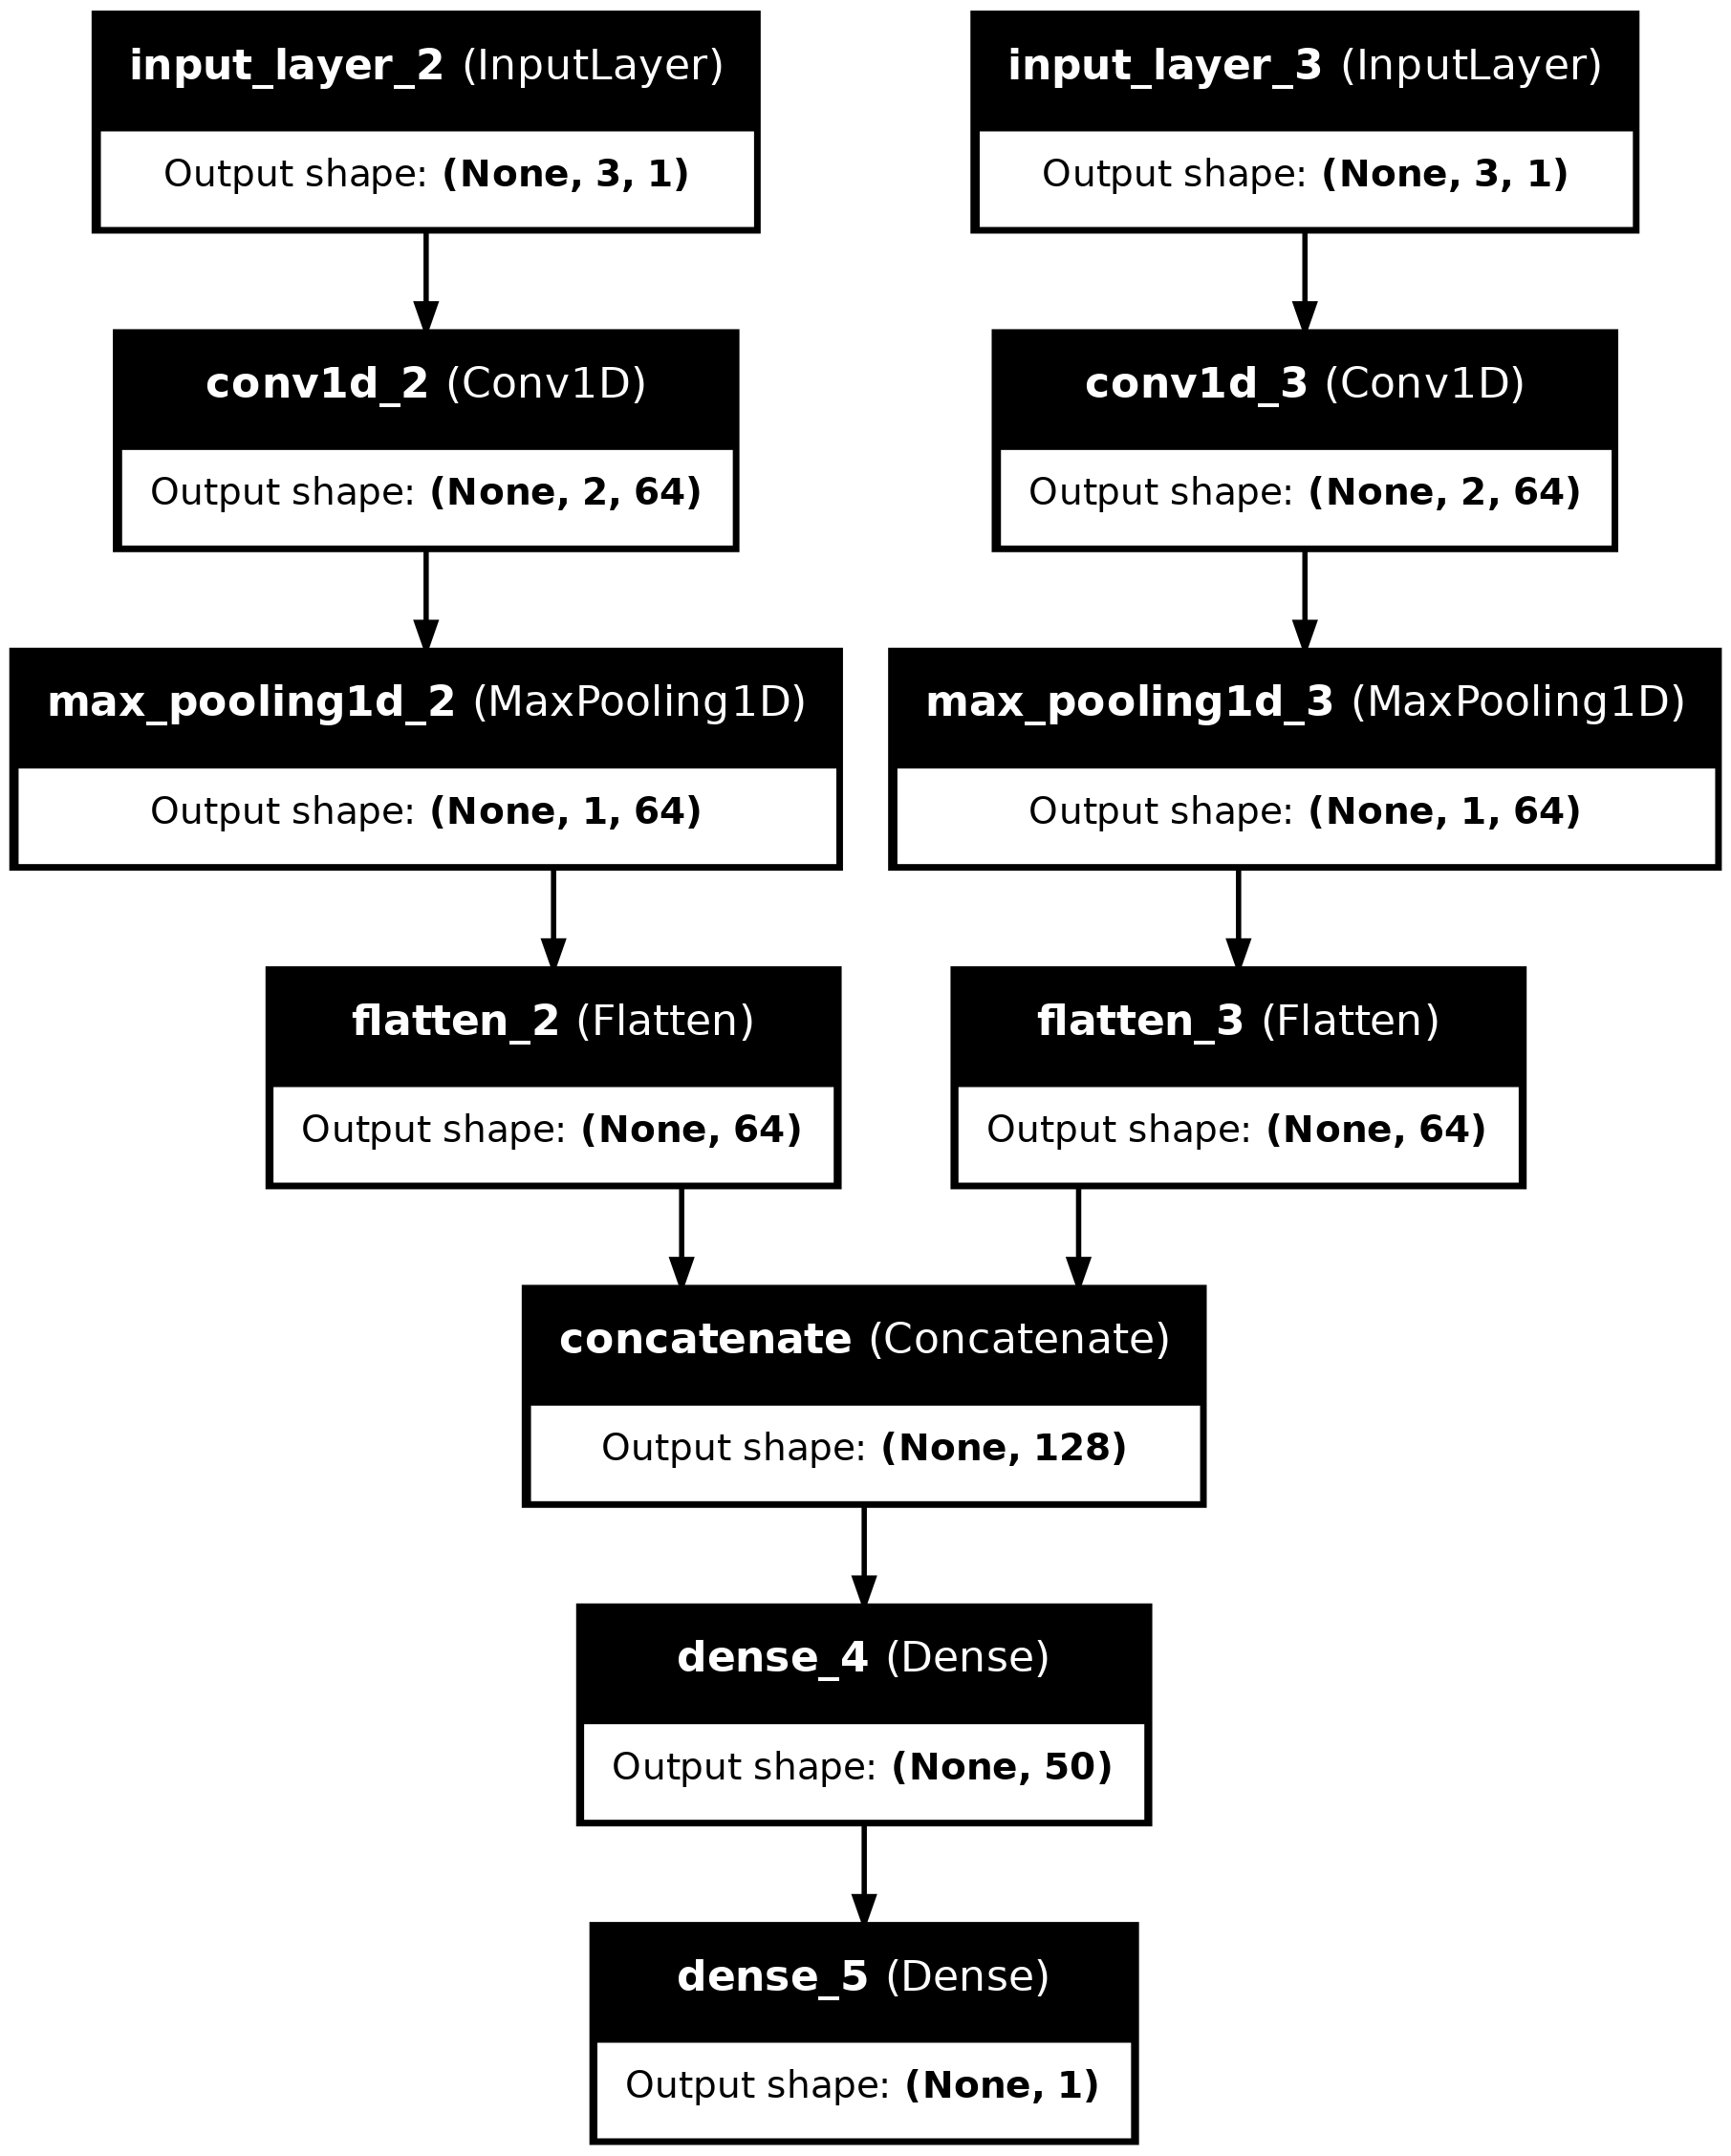 input_layer_2 (InputLayer)
Output shape: (None, 3, 1)
input_layer_3 (InputLayer)
Output shape: (None, 3, 1)
conv1d_2 (Conv1D)
Output shape: (None, 2, 64)
conv1d_3 (Conv1D)
Output shape: (None, 2, 64)
max_pooling1d_2 (MaxPooling1D)
Output shape: (None, 1, 64)
max_pooling1d_3 (MaxPooling1D)
Output shape: (None, 1, 64)
flatten_2 (Flatten)
Output shape: (None, 64)
flatten_3 (Flatten)
Output shape: (None, 64)
concatenate (Concatenate)
Output shape: (None, 128)
dense_4 (Dense)
Output shape: (None, 50)
dense_5 (Dense)
Output shape: (None, 1)